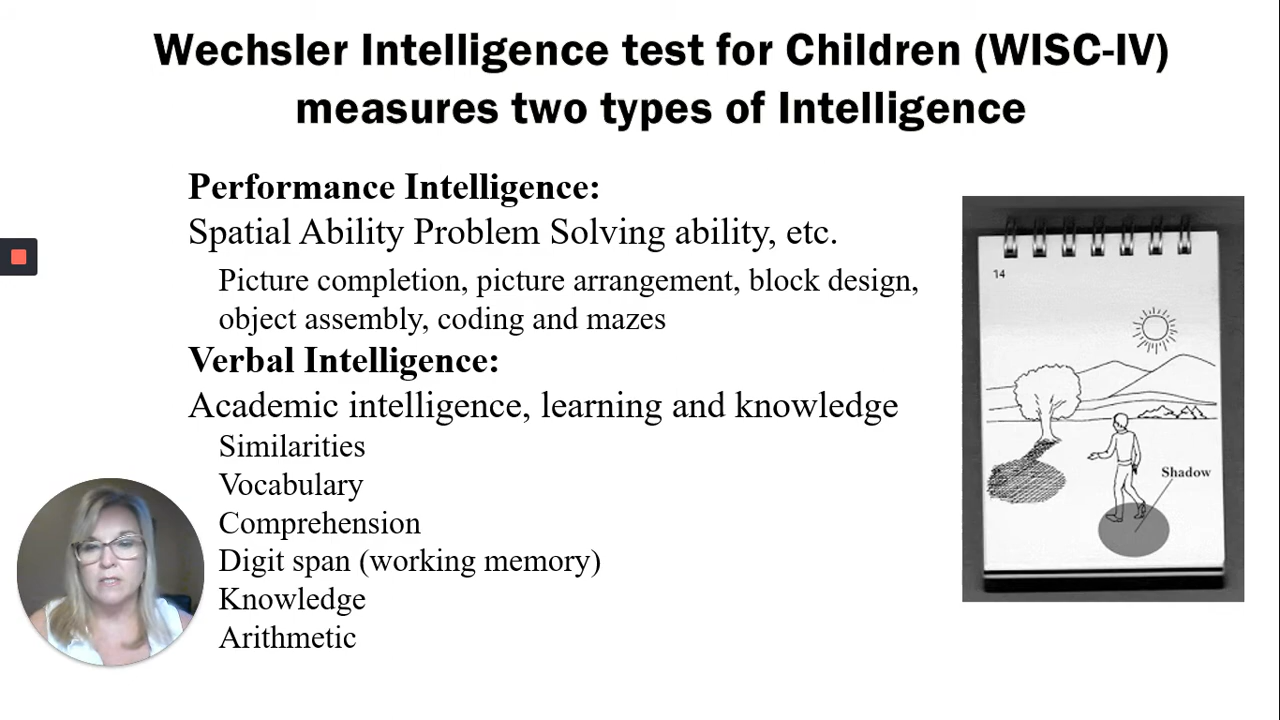 Wechsler Intelligence test for Children (WISC-IV)
measures two types of Intelligence
Performance Intelligence:
Spatial Ability Problem Solving ability, etc.
Picture completion, picture arrangement, block design,
object assembly, coding and mazes
Verbal Intelligence:
Academic intelligence, learning and knowledge
Similarities
Vocabulary
Comprehension
Digit span (working memory)
Knowledge
Arithmetic
14
Shadow